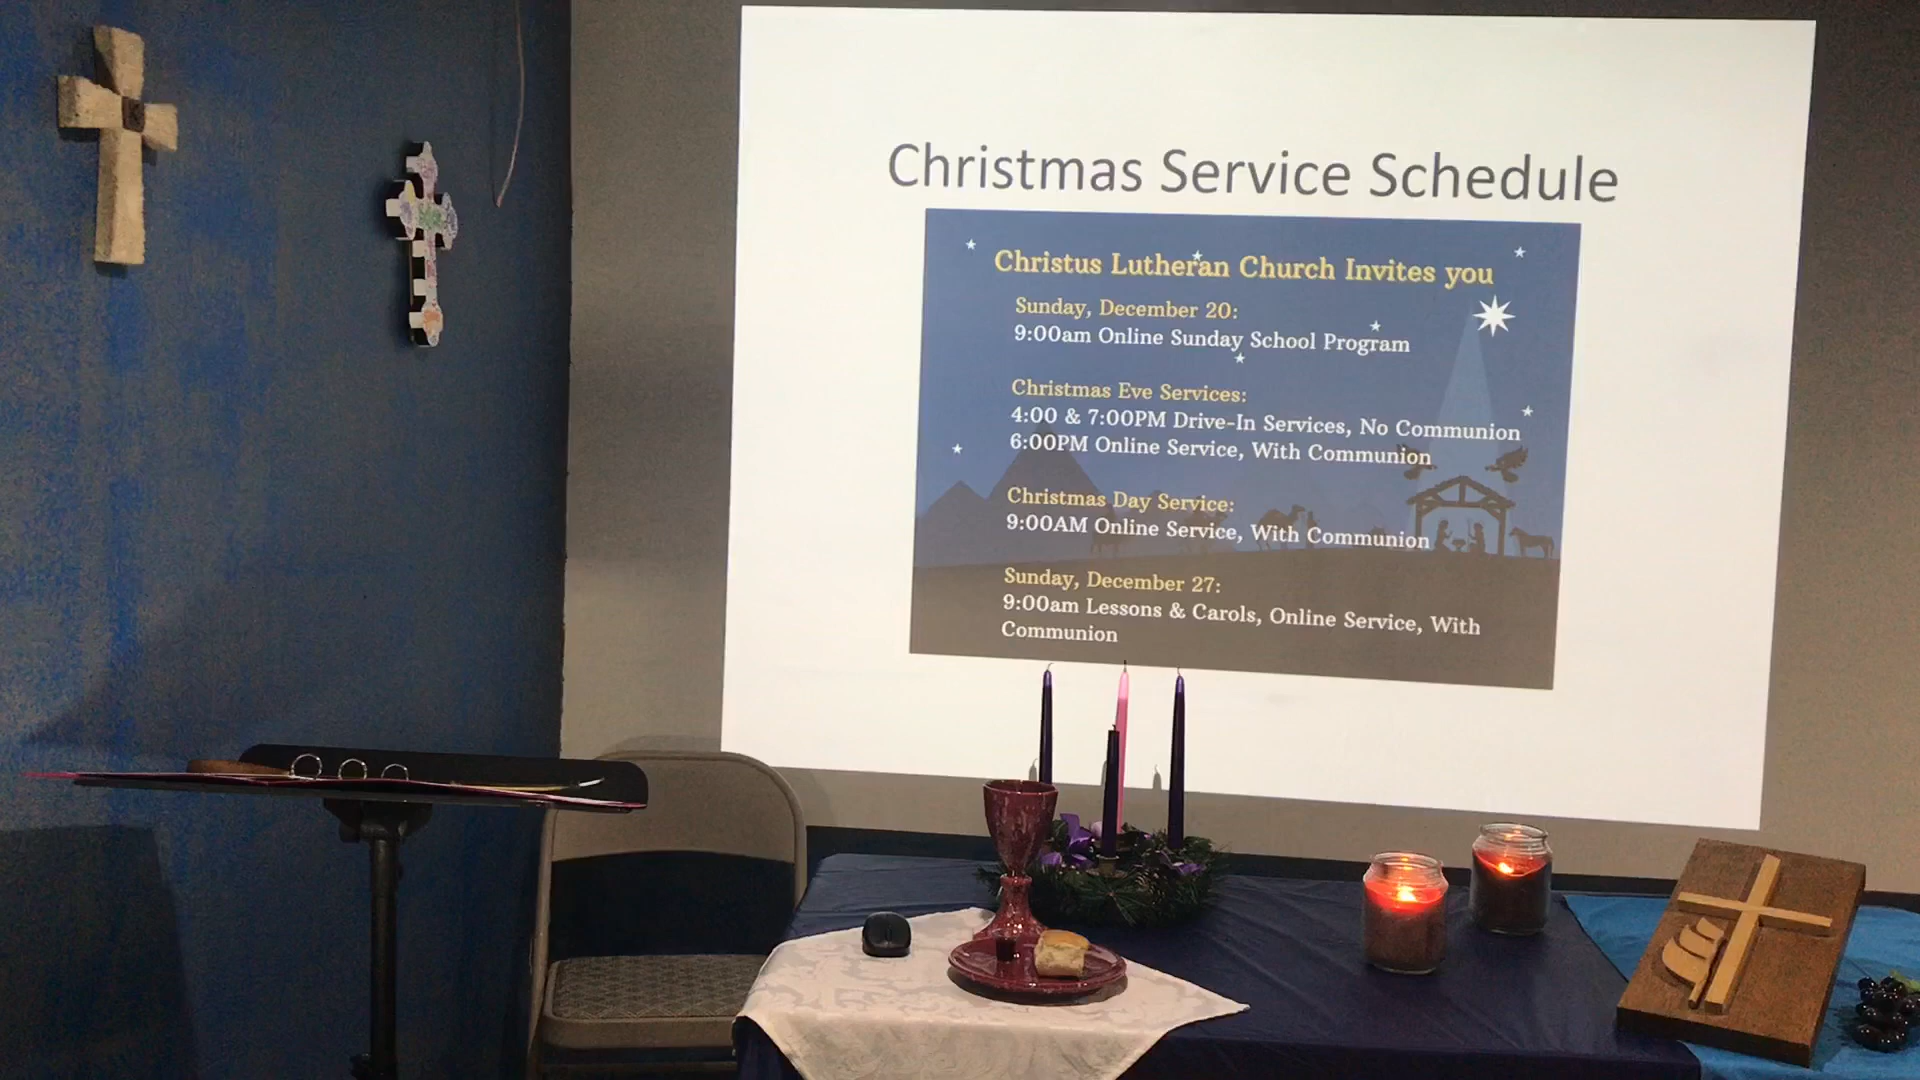 Christmas Service Schedule
Christus Lutheran Church Invites you
Sunday, December 20:
9:00am Online Sunday School Program
Christmas Eve Services:
4:00 & 7:00PM Drive-In Services, No Communion
6:00PM Online Service, With Communion
Christmas Day Service:
9:00AM Online Service, With Communion
Sunday, December 27:
9:00am Lessons & Carols, Online Service, With
Communion